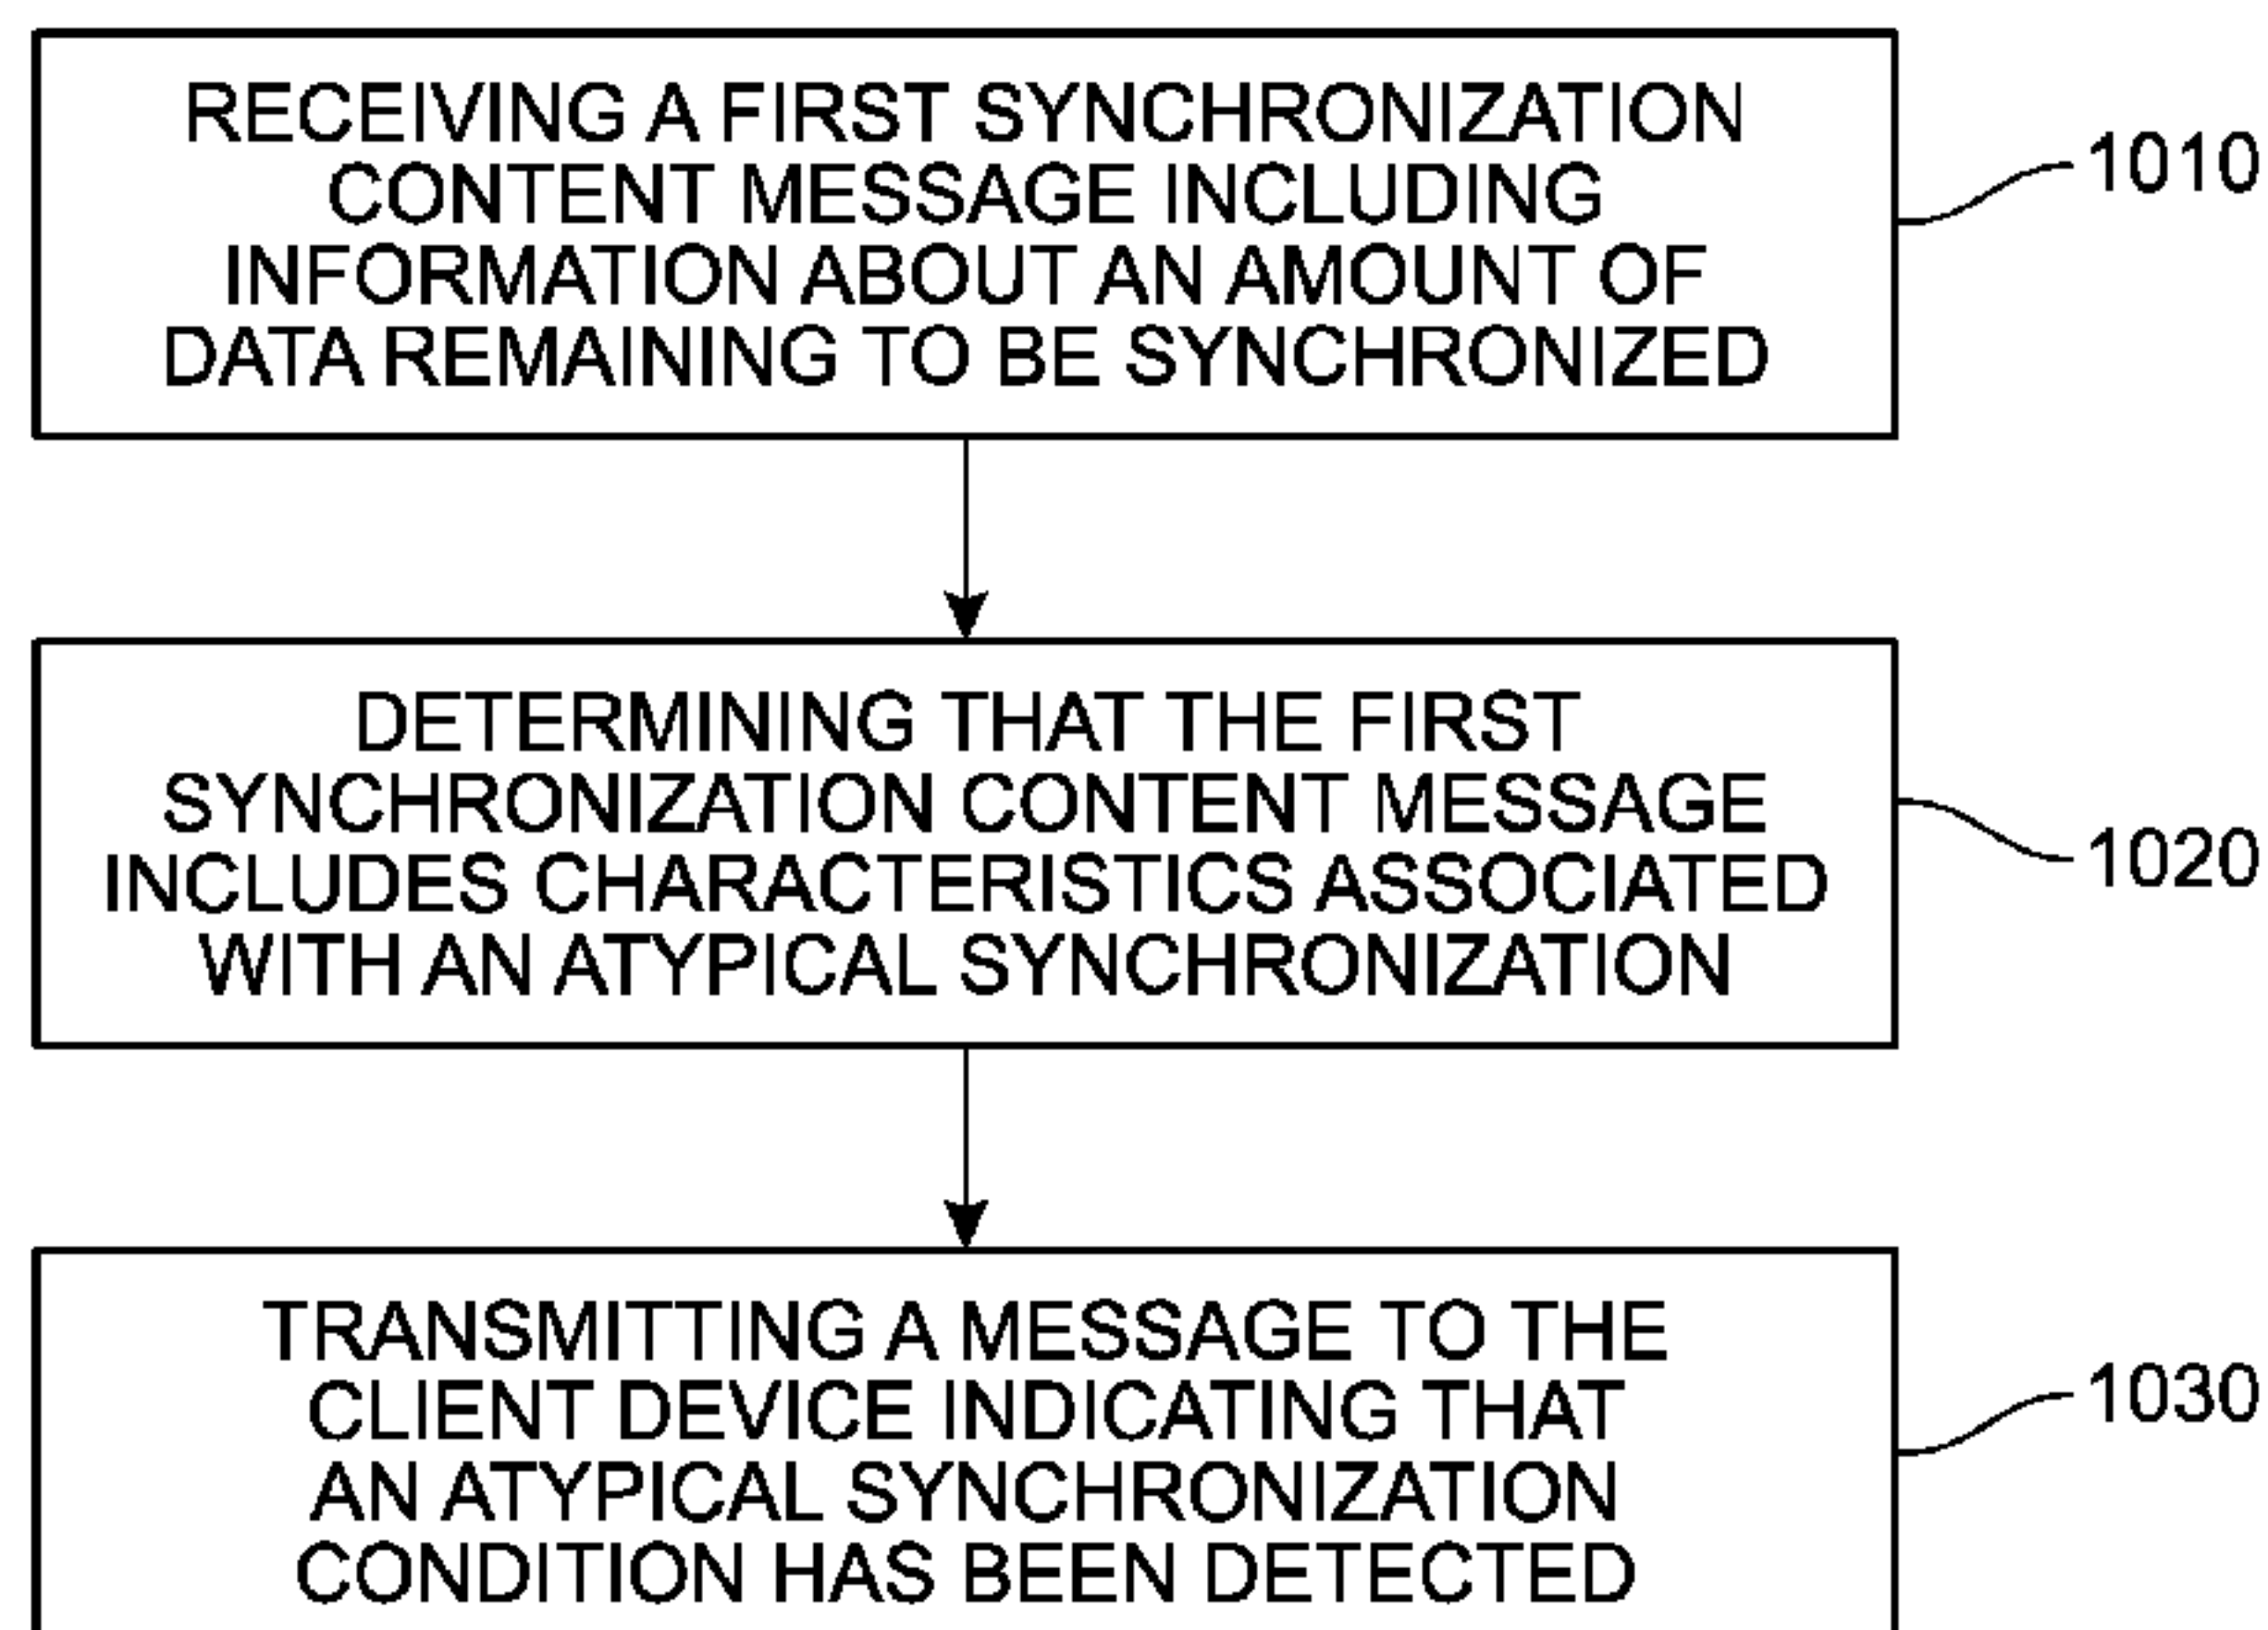 RECEIVING A FIRST SYNCHRONIZATION
CONTENT MESSAGE INCLUDING
INFORMATION ABOUT AN AMOUNT OF
DATA REMAINING TO BE SYNCHRONIZED
1010
DETERMINING THAT THE FIRST
SYNCHRONIZATION CONTENT MESSAGE
INCLUDES CHARACTERISTICS ASSOCIATED
WITH AN ATYPICAL SYNCHRONIZATION
1020
TRANSMITTING A MESSAGE TO THE
CLIENT DEVICE INDICATING THAT
AN ATYPICAL SYNCHRONIZATION
CONDITION HAS BEEN DETECTED
1030